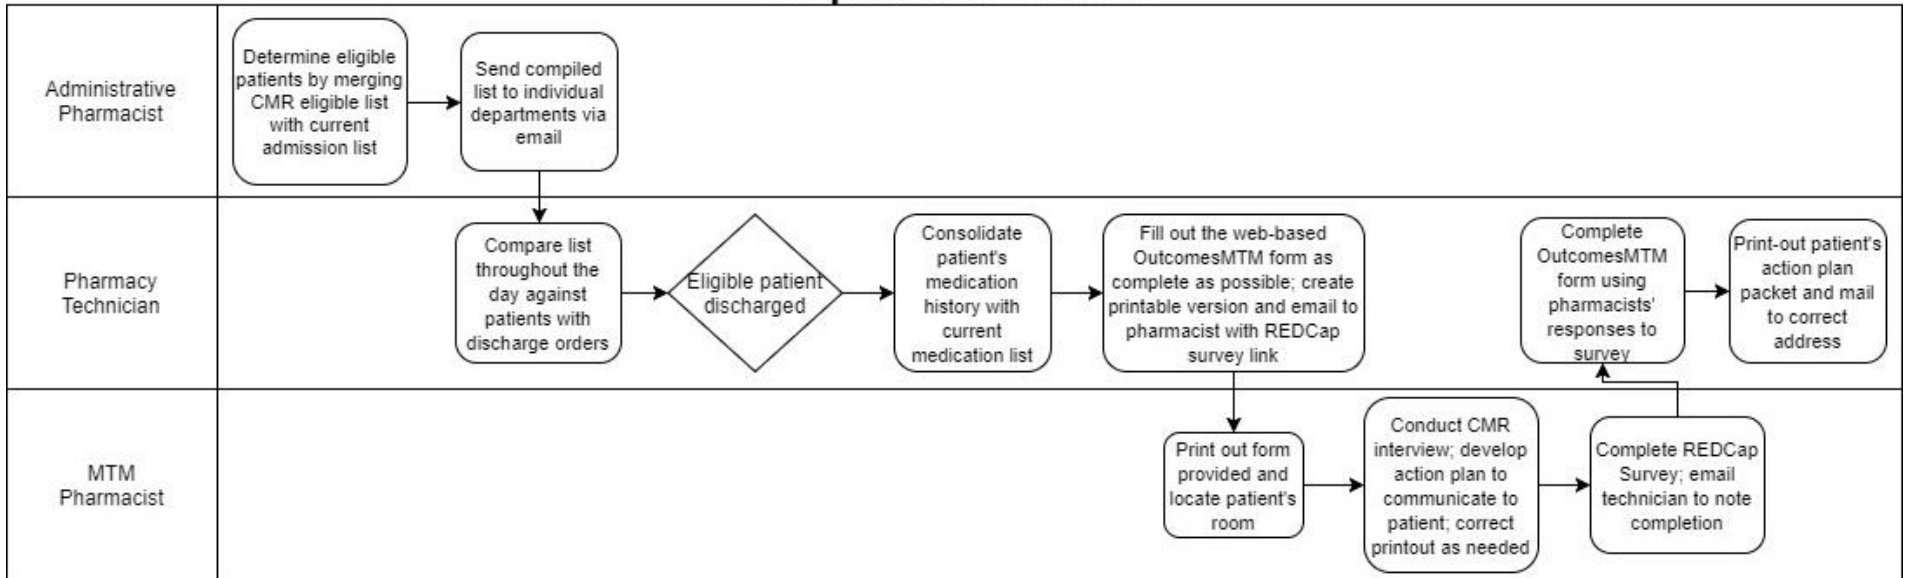 Administrative
Pharmacist
Determine eligible
patients by merging
CMR eligible list
with current
admission list
Send compiled
list to individual
departments via
email
Pharmacy
Technician
Compare list
throughout the
day against
patients with
discharge orders
Eligible patient
discharged
Consolidate
patient's
medication
history with
current
medication list
Fill out the web-based
OutcomesMTM form as
complete as possible; create
printable version and email to
pharmacist with REDCap
survey link
Complete
OutcomesMTM
form using
pharmacists'
responses to
survey
Print-out patient's
action plan
packet and mail
to correct
address
MTM
Pharmacist
Print out form
provided and
locate patient's
room
Conduct CMR
interview; develop
action plan to
communicate to
patient; correct
printout as needed
Complete REDCap
Survey; email
technician to note
completion